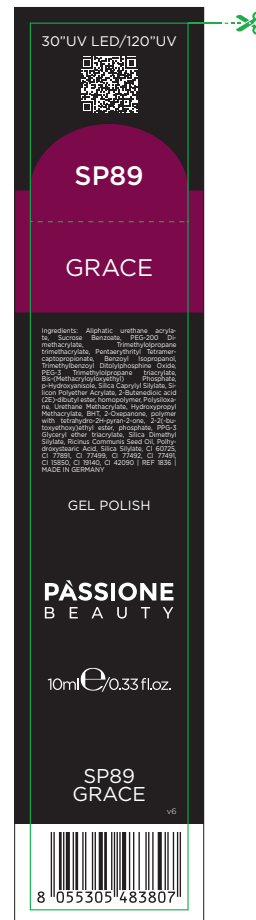 30"UV LED/120"UV
SP89
GRACE
Ingredients: Aliphatic urethane acryla-
te, Sucrose Benzoate, PEG-200 Di-
methacrylate, Trimethylolpropane
trimethacrylate, Pentaerythrityl Tetramer-
captopropionate, Benzoyl Isopropanol,
Trimethylbenzoyl Ditolylphosphine Oxide,
PEG-3 Trimethylolpropane triacrylate,
Bis-(Methacryloyloxyethyl) Phosphate,
p-Hydroxyanisole, Silica Caprylyl Silylate, Si-
licon Polyether Acrylate, 2-Butenedioic acid
(2E)-dibutyl ester, homopolymer, Polysiloxa-
ne, Urethane Methacrylate, Hydroxypropyl
Methacrylate, BHT, 2-Oxepanone, polymer
with tetrahydro-2H-pyran-2-one, 2-(2(-bu-
toxyethoxy)ethyl ester, phosphate, PPG-3
Glyceryl ether triacrylate, Silica Dimethyl
Silylate, Ricinus Communis Seed Oil, Polhy-
droxystearic Acid, Silica Silylate, CI 60725,
CI 77891, CI 77499, CI 77492, CI 77491,
CI 15850, CI 19140, CI 42090 | REF 1836 |
MADE IN GERMANY
GEL POLISH
PÀSSIONE
BEAUTY
10ml℮/0.33 fl.oz.
SP89
GRACE
v6
8 055305 483807